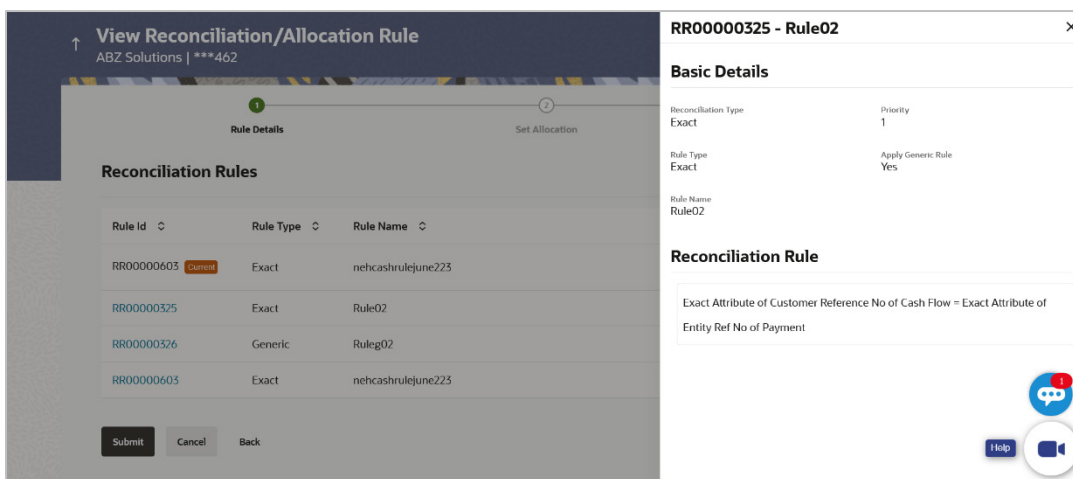 View Reconciliation/Allocation Rule
ABZ Solutions | ***462
1
2
Rule Details
Set Allocation
Reconciliation Rules
Rule Id Rule Type Rule Name
RR00000603 Current Exact nehcashrulejune223
RR00000325 Exact Rule02
RR00000326 Generic Ruleg02
RR00000603 Exact nehcashrulejune223
Submit Cancel Back
RR00000325 - Rule02
Basic Details
Reconciliation Type Priority
Exact 1
Rule Type Apply Generic Rule
Exact Yes
Rule Name
Rule02
Reconciliation Rule
Exact Attribute of Customer Reference No of Cash Flow = Exact Attribute of
Entity Ref No of Payment
1
Help